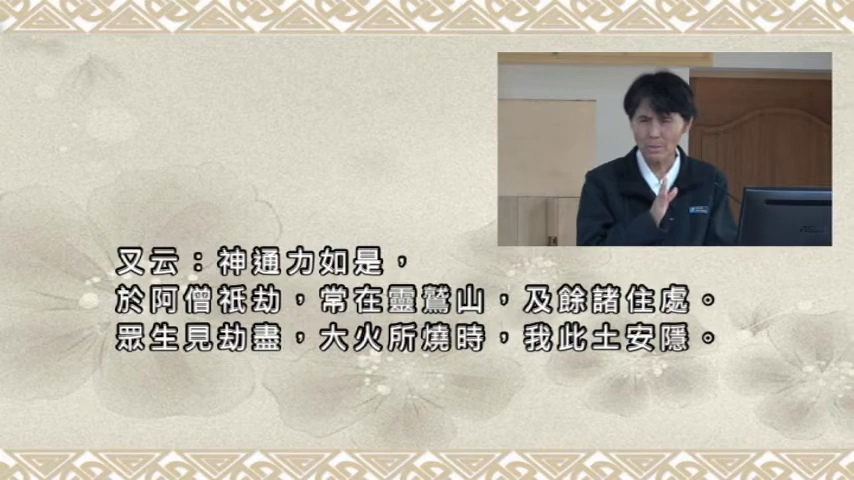 又云：神通力如是，
於阿僧祇劫，常在靈鷲山，及餘諸住處。
眾生見劫盡，大火所燒時，我此土安隱。